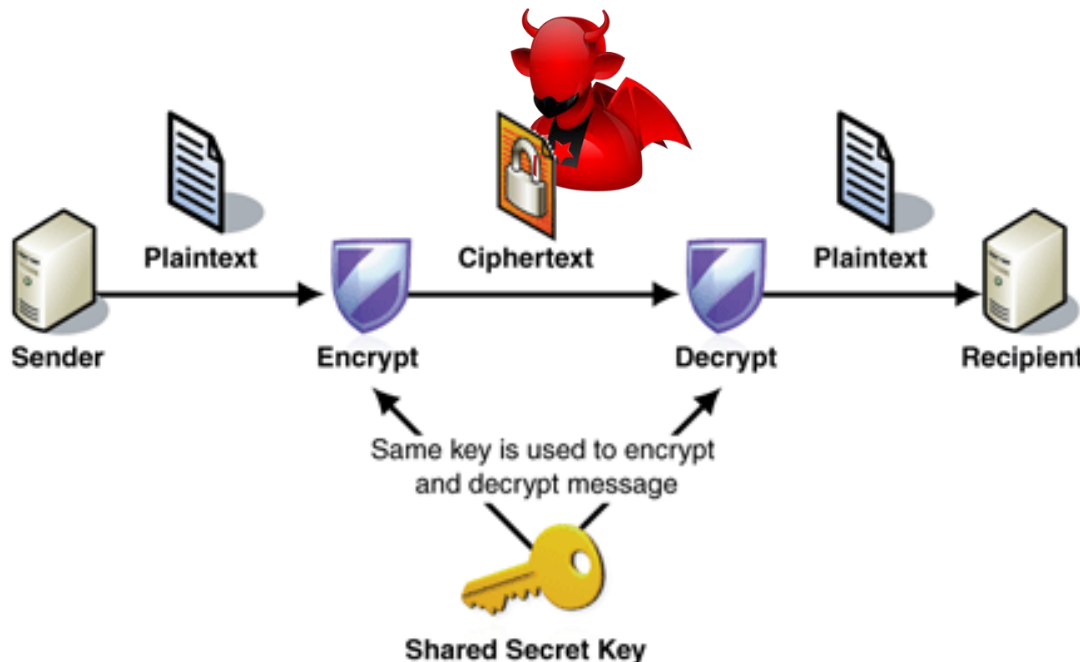 Plaintext
Ciphertext
Plaintext
Sender
Encrypt
Decrypt
Recipient
Same key is used to encrypt
and decrypt message
Shared Secret Key